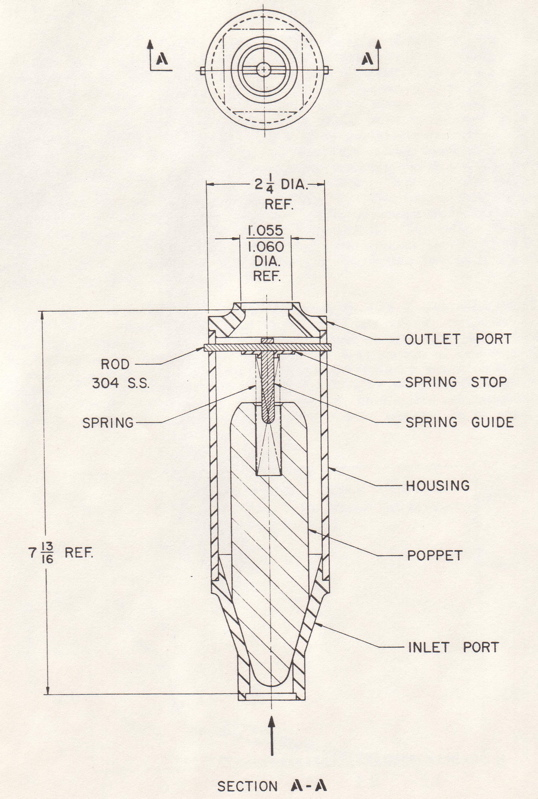 A A
2 1/4 DIA.
REF.
1.055
1.060
DIA.
REF.
OUTLET PORT
ROD
304 S.S.
SPRING STOP
SPRING
SPRING GUIDE
HOUSING
7 13/16 REF.
POPPET
INLET PORT
SECTION A-A